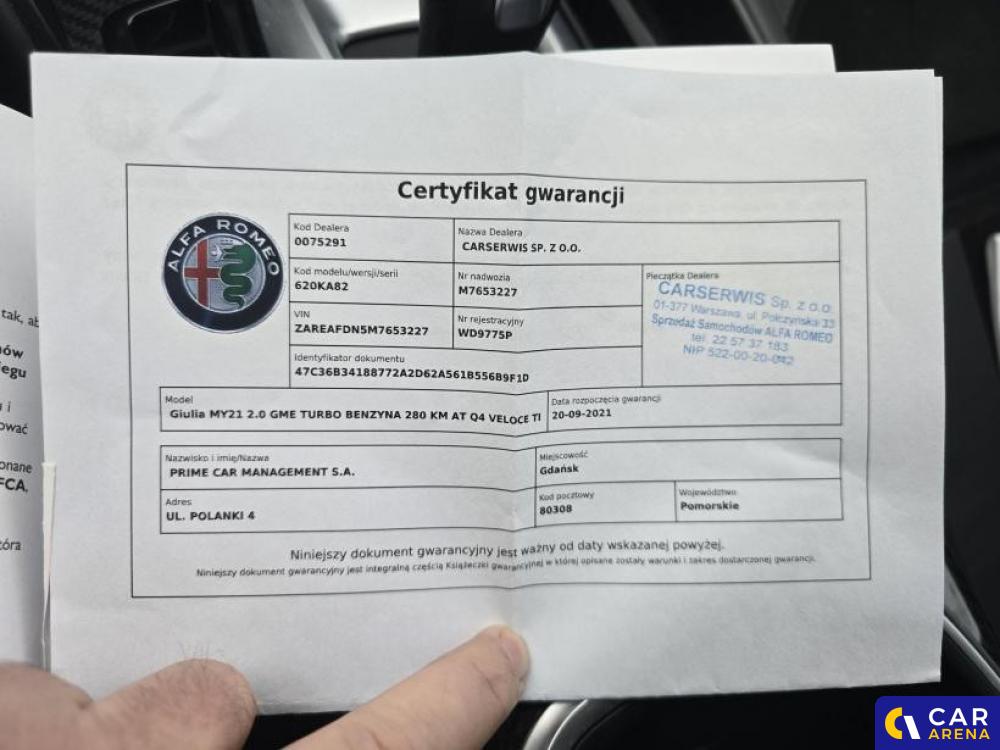 Certyfikat gwarancji
ALFA ROMEO
Kod Dealera
0075291
Nazwa Dealera
CARSERWIS SP. Z O.O.
Kod modelu/wersji/serii
620KA82
Nr nadwozia
M7653227
Pieczątka Dealera
CARSERWIS Sp. z o.o.
01-377 Warszawa, ul. Połczyńska 33
Sprzedaż Samochodów ALFA ROMEO
tel. 22 57 37 183
NIP 522-00-20-042
VIN
ZAREAFDN5M7653227
Nr rejestracyjny
WD9775P
Identyfikator dokumentu
47C36B34188772A2D62A561B556B9F1D
Model
Giulia MY21 2.0 GME TURBO BENZYNA 280 KM AT Q4 VELOCE TI
Data rozpoczęcia gwarancji
20-09-2021
Nazwisko i imię/Nazwa
PRIME CAR MANAGEMENT S.A.
Miejscowość
Gdańsk
Adres
UL. POLANKI 4
Kod pocztowy
80308
Województwo
Pomorskie
Niniejszy dokument gwarancyjny jest ważny od daty wskazanej powyżej.
Niniejszy dokument gwarancyjny jest integralną częścią Książeczki gwarancyjnej w której opisane zostały warunki i zakres dostarczonej gwarancji.
tak,
FCA.
CAR
ARENA